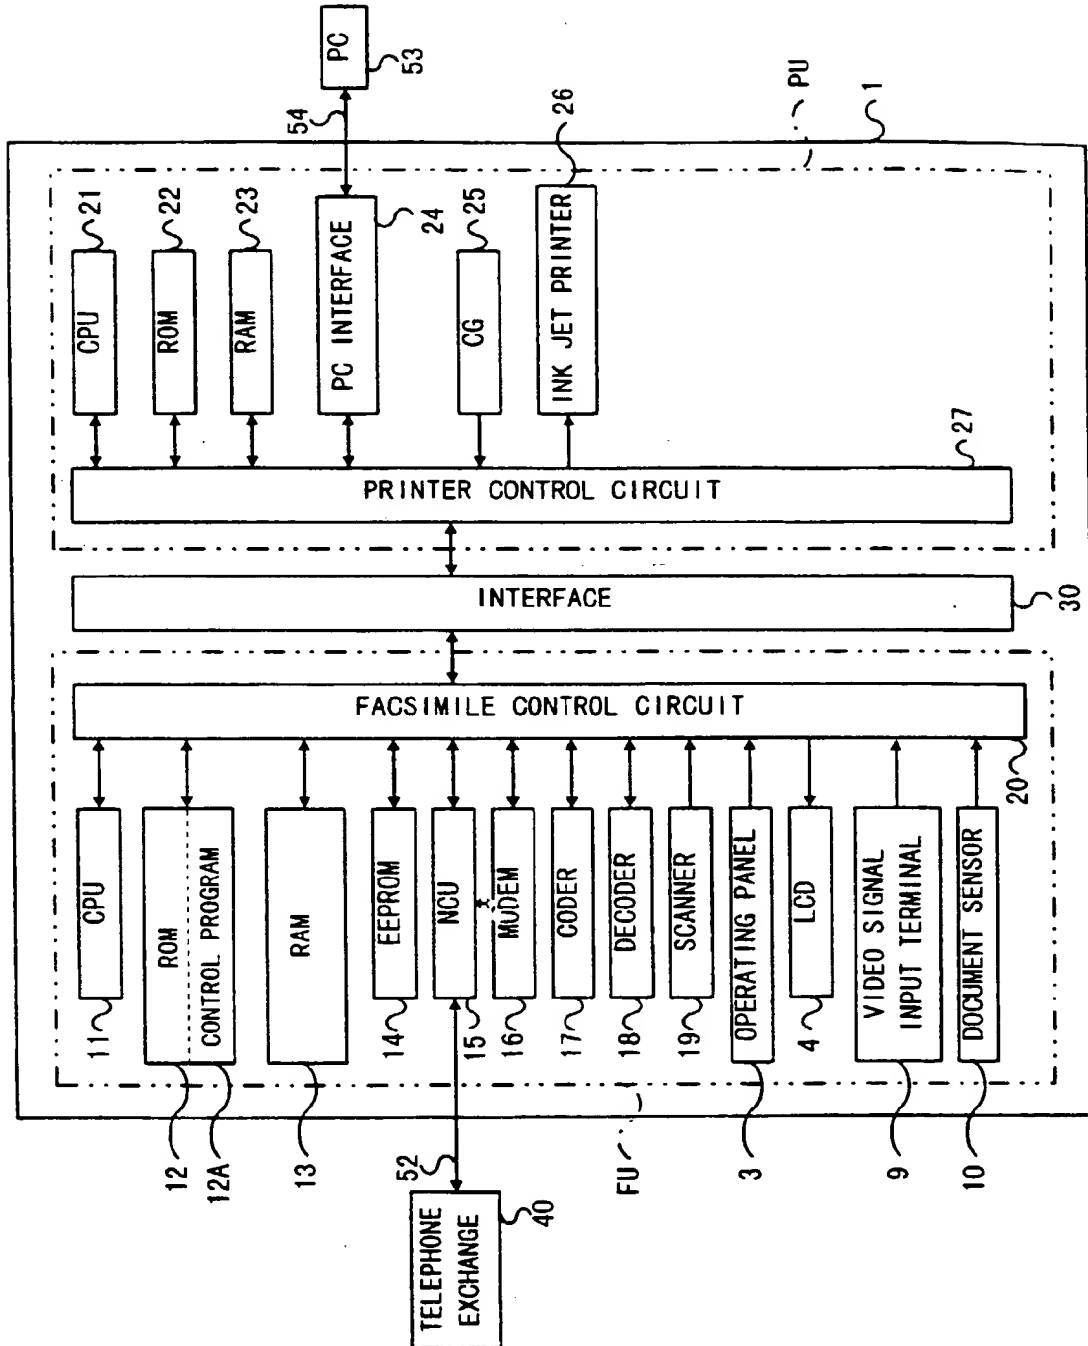 PC
53
54
PU
1
CPU
21
ROM
22
RAM
23
PC INTERFACE
24
CG
25
INK JET PRINTER
26
PRINTER CONTROL CIRCUIT
27
INTERFACE
30
FACSIMILE CONTROL CIRCUIT
20
CPU
11
ROM
12
CONTROL PROGRAM
12A
RAM
13
EEPROM
14
NCU
15
MODEM
16
CODER
17
DECODER
18
SCANNER
19
OPERATING PANEL
3
LCD
4
VIDEO SIGNAL
INPUT TERMINAL
9
DOCUMENT SENSOR
10
FU
52
TELEPHONE
EXCHANGE
40